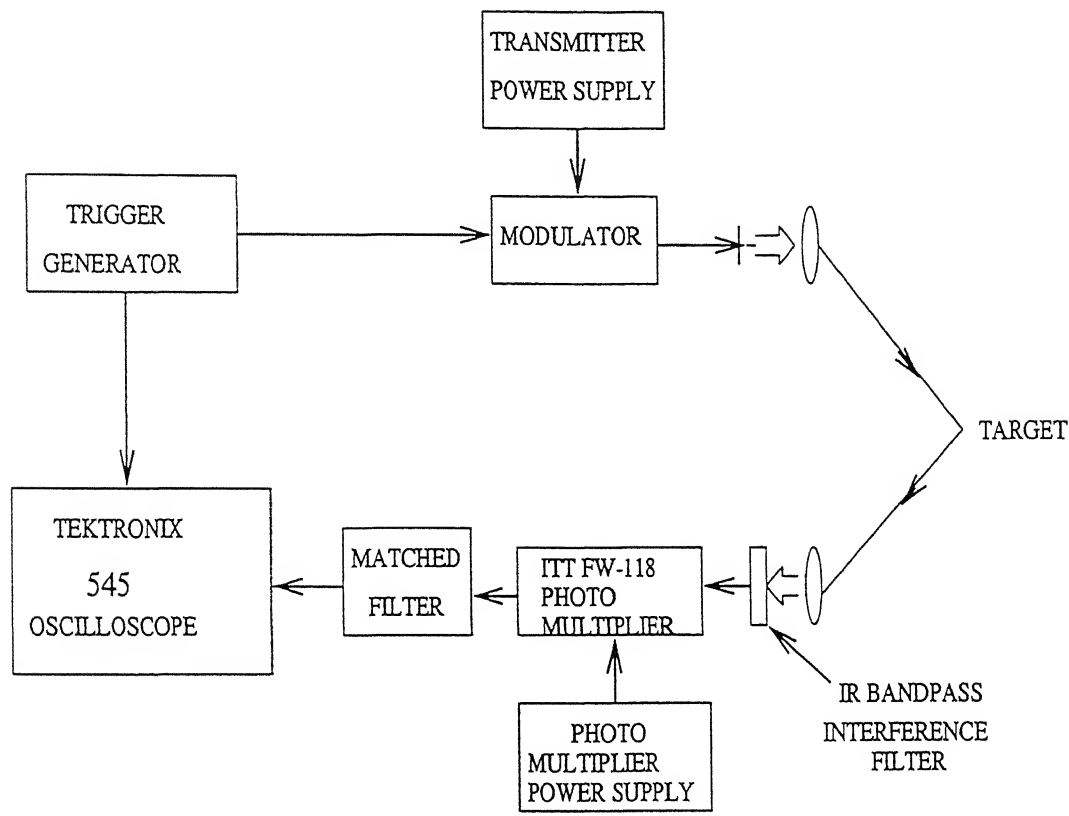 TRANSMITTER
POWER SUPPLY
TRIGGER
GENERATOR
MODULATOR
TARGET
TEKTRONIX
545
OSCILLOSCOPE
MATCHED
FILTER
ITT FW-118
PHOTO
MULTIPLIER
IR BANDPASS
INTERFERENCE
FILTER
PHOTO
MULTIPLIER
POWER SUPPLY